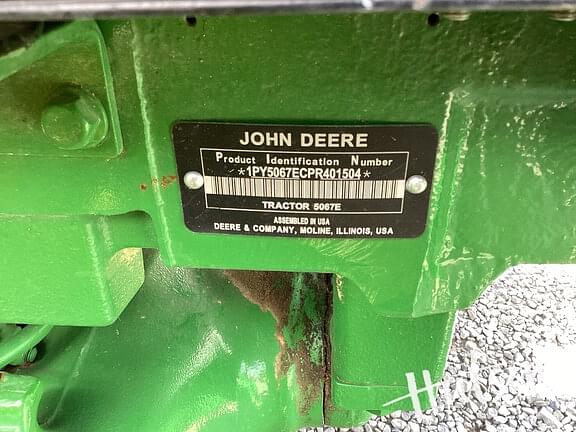 JOHN DEERE
Product Identification Number
*1PY5067ECPR401504*
TRACTOR 5067E
ASSEMBLED IN USA
DEERE & COMPANY, MOLINE, ILLINOIS, USA